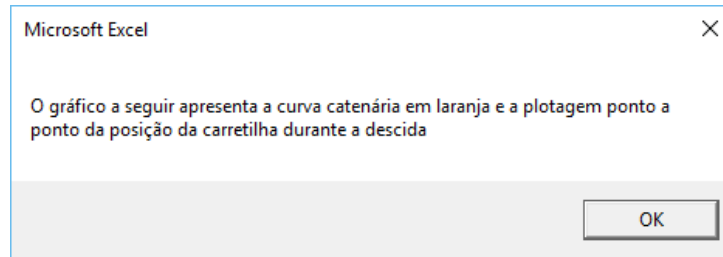 Microsoft Excel
O gráfico a seguir apresenta a curva catenária em laranja e a plotagem ponto a
ponto da posição da carretilha durante a descida
OK